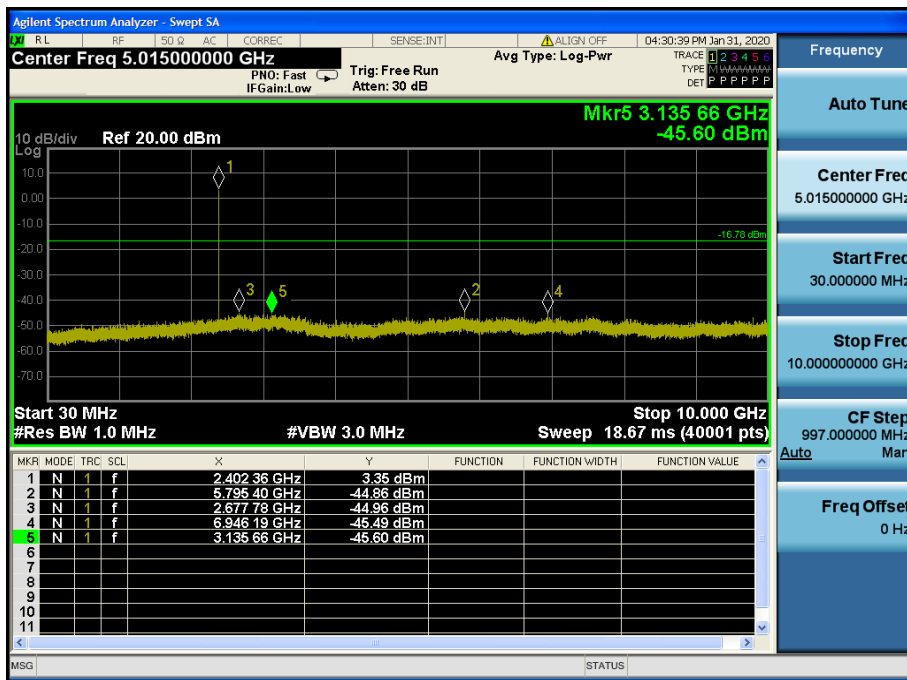 Agilent Spectrum Analyzer - Swept SA
LXI RL RF 50 Ω AC CORREC SENSE:INT ALIGN OFF 04:30:39 PM Jan 31, 2020
Center Freq 5.015000000 GHz
PNO: Fast
IFGain:Low
Trig: Free Run
Atten: 30 dB
Avg Type: Log-Pwr
TRACE 1 2 3 4 5 6
TYPE M
DET P P P P P P
Mkr5 3.135 66 GHz
-45.60 dBm
10 dB/div Ref 20.00 dBm
Log
10.0
0.00
-10.0
-20.0
-30.0
-40.0
-50.0
-60.0
-70.0
1
3
5
2
4
-16.78 dBm
Start 30 MHz Stop 10.000 GHz
#Res BW 1.0 MHz #VBW 3.0 MHz Sweep 18.67 ms (40001 pts)
MKR MODE TRC SCL X Y FUNCTION FUNCTION WIDTH FUNCTION VALUE
1 N 1 f 2.402 36 GHz 3.35 dBm
2 N 1 f 5.795 40 GHz -44.86 dBm
3 N 1 f 2.677 78 GHz -44.96 dBm
4 N 1 f 6.946 19 GHz -45.49 dBm
5 N 1 f 3.135 66 GHz -45.60 dBm
6
7
8
9
10
11
MSG STATUS
Frequency
Auto Tune
Center Freq
5.015000000 GHz
Start Freq
30.000000 MHz
Stop Freq
10.000000000 GHz
CF Step
997.000000 MHz
Auto Man
Freq Offset
0 Hz